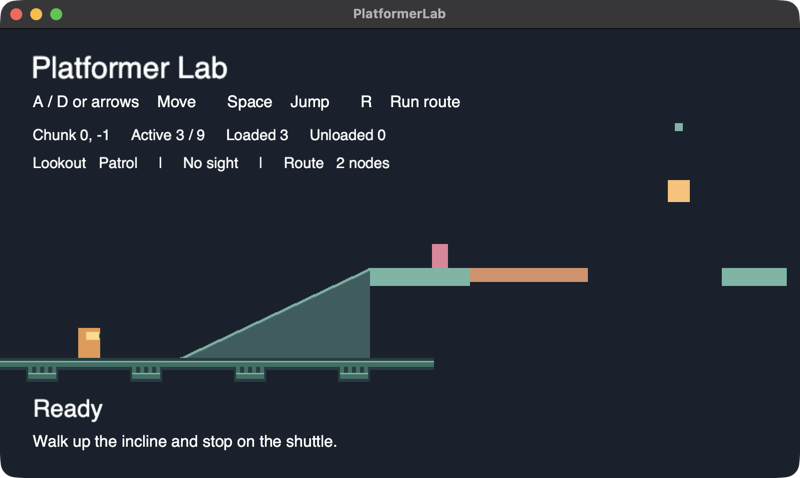 PlatformerLab
Platformer Lab
A / D or arrows Move Space Jump R Run route
Chunk 0, -1 Active 3 / 9 Loaded 3 Unloaded 0
Lookout Patrol | No sight | Route 2 nodes
Ready
Walk up the incline and stop on the shuttle.